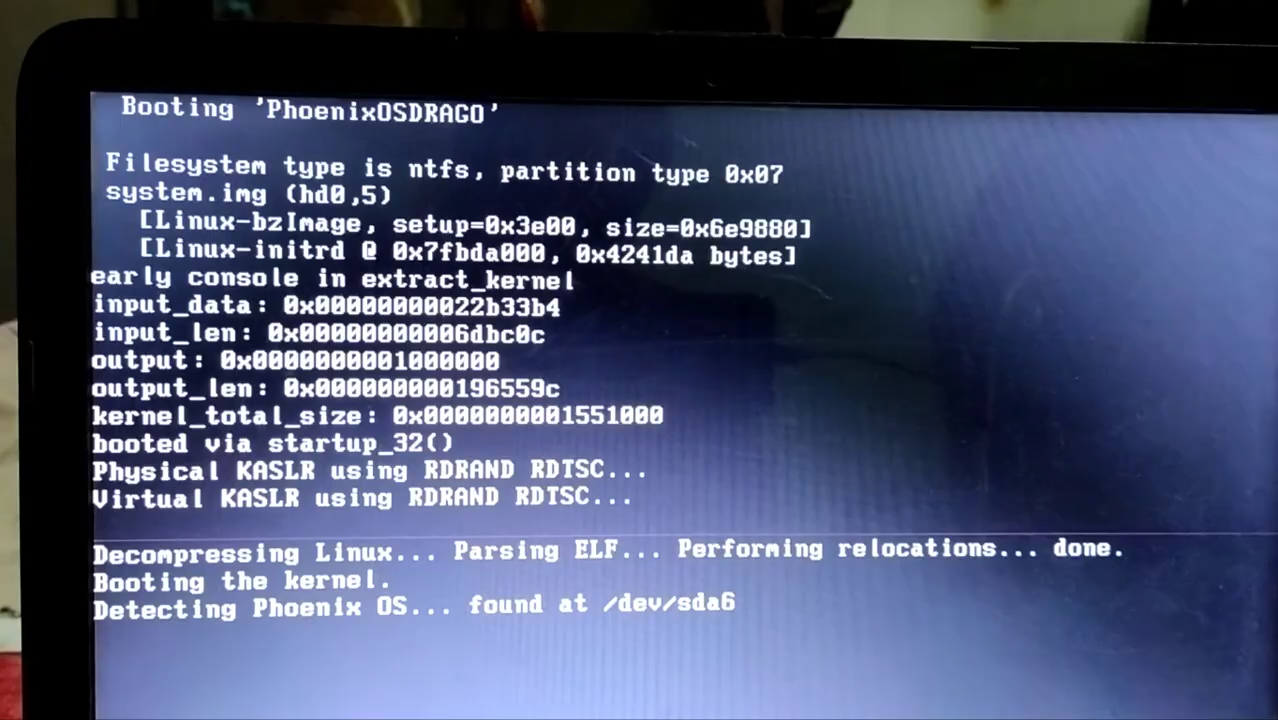 Booting 'PhoenixOSDRAGO'
Filesystem type is ntfs, partition type 0x07
system.img (hd0,5)
[Linux-bzImage, setup=0x3e00, size=0x6e9880]
[Linux-initrd @ 0x7fbda000, 0x4241da bytes]
early console in extract_kernel
input_data: 0x00000000022b33b4
input_len: 0x00000000006dbc0c
output: 0x0000000001000000
output_len: 0x000000000196559c
kernel_total_size: 0x0000000001551000
booted via startup_32()
Physical KASLR using RDRAND RDTSC...
Virtual KASLR using RDRAND RDTSC...
Decompressing Linux... Parsing ELF... Performing relocations... done.
Booting the kernel.
Detecting Phoenix OS... found at /dev/sda6